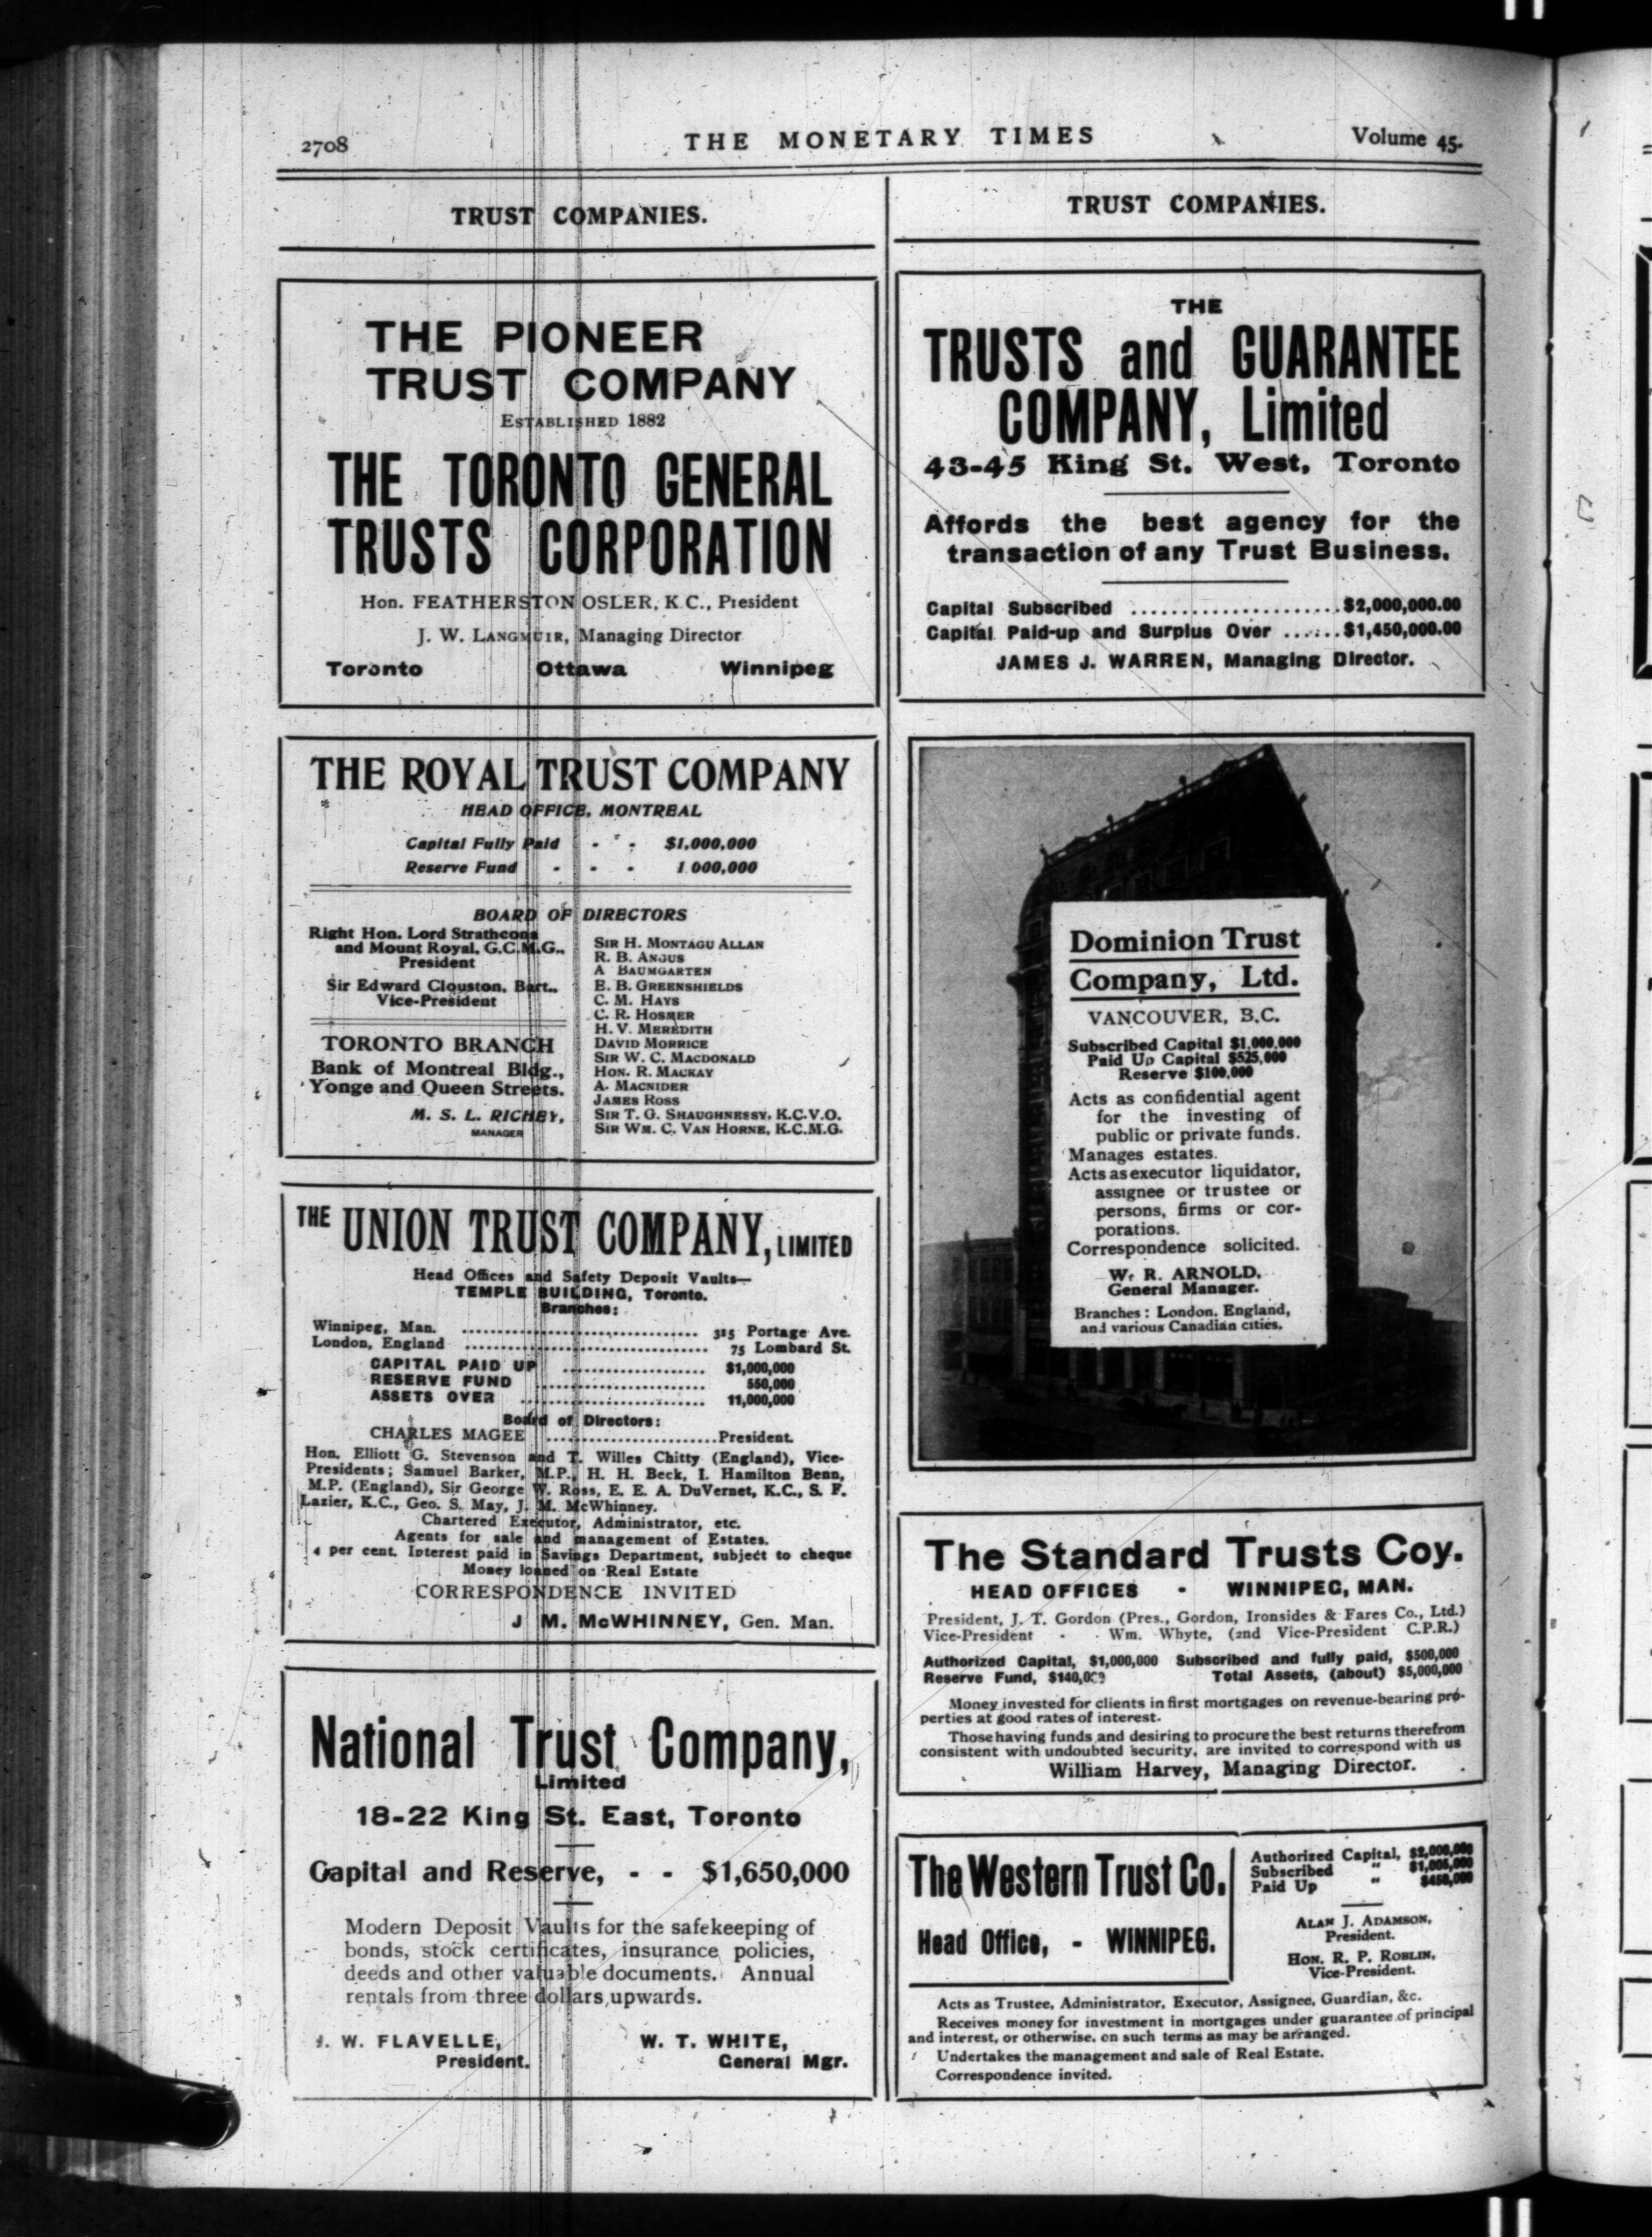 2708
THE MONETARY TIMES
Volume 45.
TRUST COMPANIES.
THE PIONEER
TRUST COMPANY
ESTABLISHED 1882
THE TORONTO GENERAL
TRUSTS CORPORATION
Hon. FEATHERSTON OSLER, K.C., President
J. W. LANGMUIR, Managing Director
Toronto Ottawa Winnipeg
THE ROYAL TRUST COMPANY
HEAD OFFICE, MONTREAL
Capital Fully Paid - - $1,000,000
Reserve Fund - - - 1 000,000
BOARD OF DIRECTORS
Right Hon. Lord Strathcona
and Mount Royal, G.C.M.G.,
President
Sir Edward Clouston, Bart.,
Vice-President
TORONTO BRANCH
Bank of Montreal Bldg.,
Yonge and Queen Streets.
M. S. L. RICHEY,
MANAGER
SIR H. MONTAGU ALLAN
R. B. ANGUS
A BAUMGARTEN
E. B. GREENSHIELDS
C. M. HAYS
C. R. HOSMER
H. V. MEREDITH
DAVID MORRICE
SIR W. C. MACDONALD
HON. R. MACKAY
A. MACNIDER
JAMES ROSS
SIR T. G. SHAUGHNESSY, K.C.V.O.
SIR WM. C. VAN HORNE, K.C.M.G.
THE UNION TRUST COMPANY, LIMITED
Head Offices and Safety Deposit Vaults—
TEMPLE BUILDING, Toronto.
Branches:
Winnipeg, Man. .................... 315 Portage Ave.
London, England .................... 75 Lombard St.
CAPITAL PAID UP .................... $1,000,000
RESERVE FUND .................... 550,000
ASSETS OVER .................... 11,000,000
Board of Directors:
CHARLES MAGEE ....................President.
Hon. Elliott G. Stevenson and T. Willes Chitty (England), Vice-
Presidents; Samuel Barker, M.P., H. H. Beck, I. Hamilton Benn,
M.P. (England), Sir George W. Ross, E. E. A. DuVernet, K.C., S. F.
Lazier, K.C., Geo. S. May, J. M. McWhinney.
Chartered Executor, Administrator, etc.
Agents for sale and management of Estates.
4 per cent. Interest paid in Savings Department, subject to cheque
Money loaned on Real Estate
CORRESPONDENCE INVITED
J M. McWHINNEY, Gen. Man.
National Trust Company,
Limited
18-22 King St. East, Toronto
Capital and Reserve, - - $1,650,000
Modern Deposit Vaults for the safekeeping of
bonds, stock certificates, insurance policies,
deeds and other valuable documents. Annual
rentals from three dollars upwards.
J. W. FLAVELLE, W. T. WHITE,
President. General Mgr.
TRUST COMPANIES.
THE
TRUSTS and GUARANTEE
COMPANY, Limited
43-45 King St. West, Toronto
Affords the best agency for the
transaction of any Trust Business.
Capital Subscribed ....................$2,000,000.00
Capital Paid-up and Surplus Over ......$1,450,000.00
JAMES J. WARREN, Managing Director.
Dominion Trust
Company, Ltd.
VANCOUVER, B.C.
Subscribed Capital $1,000,000
Paid Up Capital $525,000
Reserve $100,000
Acts as confidential agent
for the investing of
public or private funds.
Manages estates.
Acts as executor liquidator,
assignee or trustee or
persons, firms or cor-
porations.
Correspondence solicited.
W. R. ARNOLD,
General Manager.
Branches: London, England,
and various Canadian cities.
The Standard Trusts Coy.
HEAD OFFICES - WINNIPEG, MAN.
President, J. T. Gordon (Pres., Gordon, Ironsides & Fares Co., Ltd.)
Vice-President - - Wm. Whyte, (2nd Vice-President C.P.R.)
Authorized Capital, $1,000,000 Subscribed and fully paid, $500,000
Reserve Fund, Total Assets, (about) $5,000,000
Money invested for clients in first mortgages on revenue-bearing pro-
perties at good rates of interest.
Those having funds and desiring to procure the best returns therefrom
consistent with undoubted security, are invited to correspond with us
William Harvey, Managing Director.
The Western Trust Co.
Head Office, - WINNIPEG.
Authorized Capital, $2,000,000
Subscribed " $1,005,000
Paid Up "
ALAN J. ADAMSON,
President.
HON. R. P. ROBLIN,
Vice-President.
Acts as Trustee, Administrator, Executor, Assignee, Guardian, &c.
Receives money for investment in mortgages under guarantee of principal
and interest, or otherwise, on such terms as may be arranged.
Undertakes the management and sale of Real Estate.
Correspondence invited.